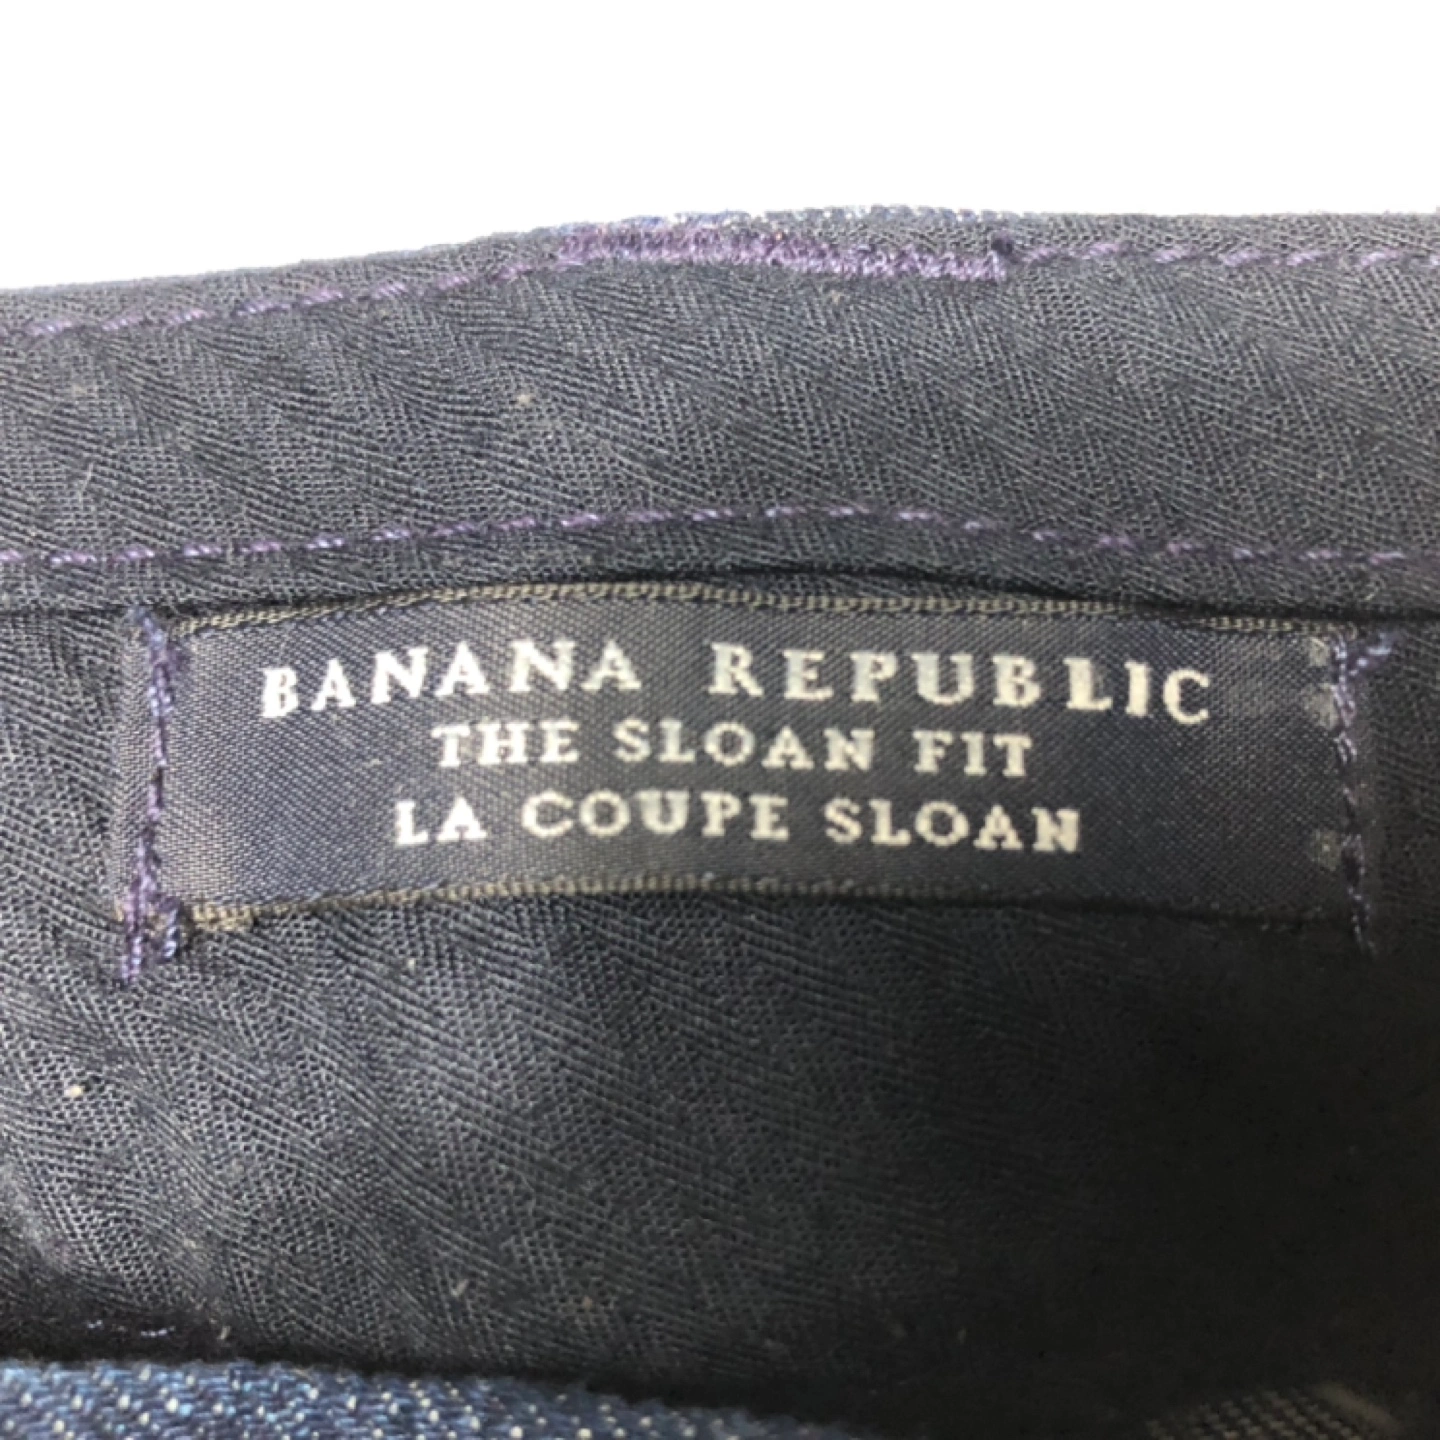 BANANA REPUBLIC
THE SLOAN FIT
LA COUPE SLOAN